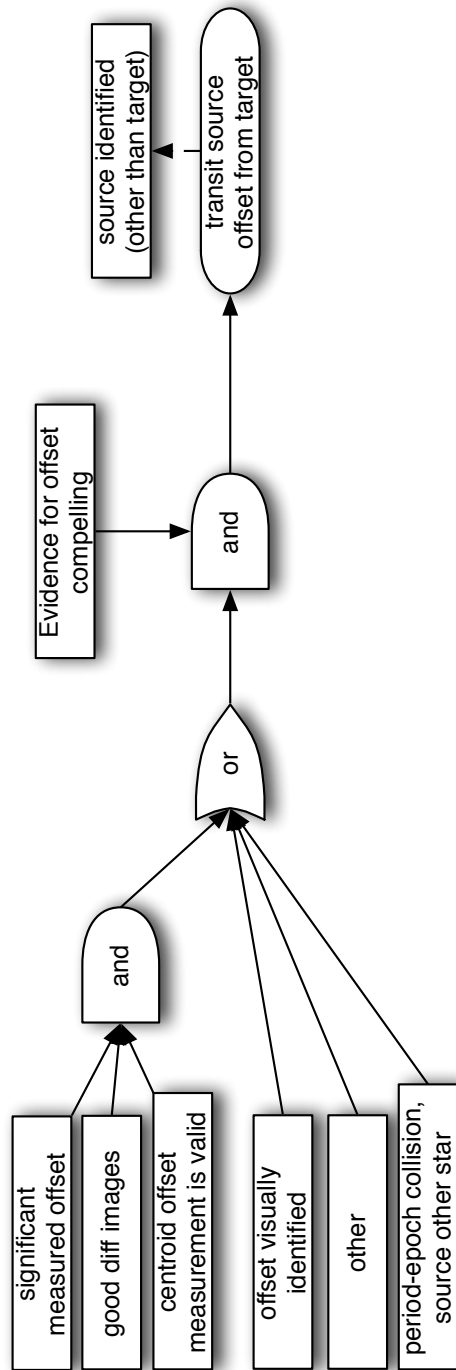 significant
measured offset
good diff images
centroid offset
measurement is valid
offset visually
identified
other
period-epoch collision,
source other star
and
or
Evidence for offset
compelling
and
source identified
(other than target)
transit source
offset from target